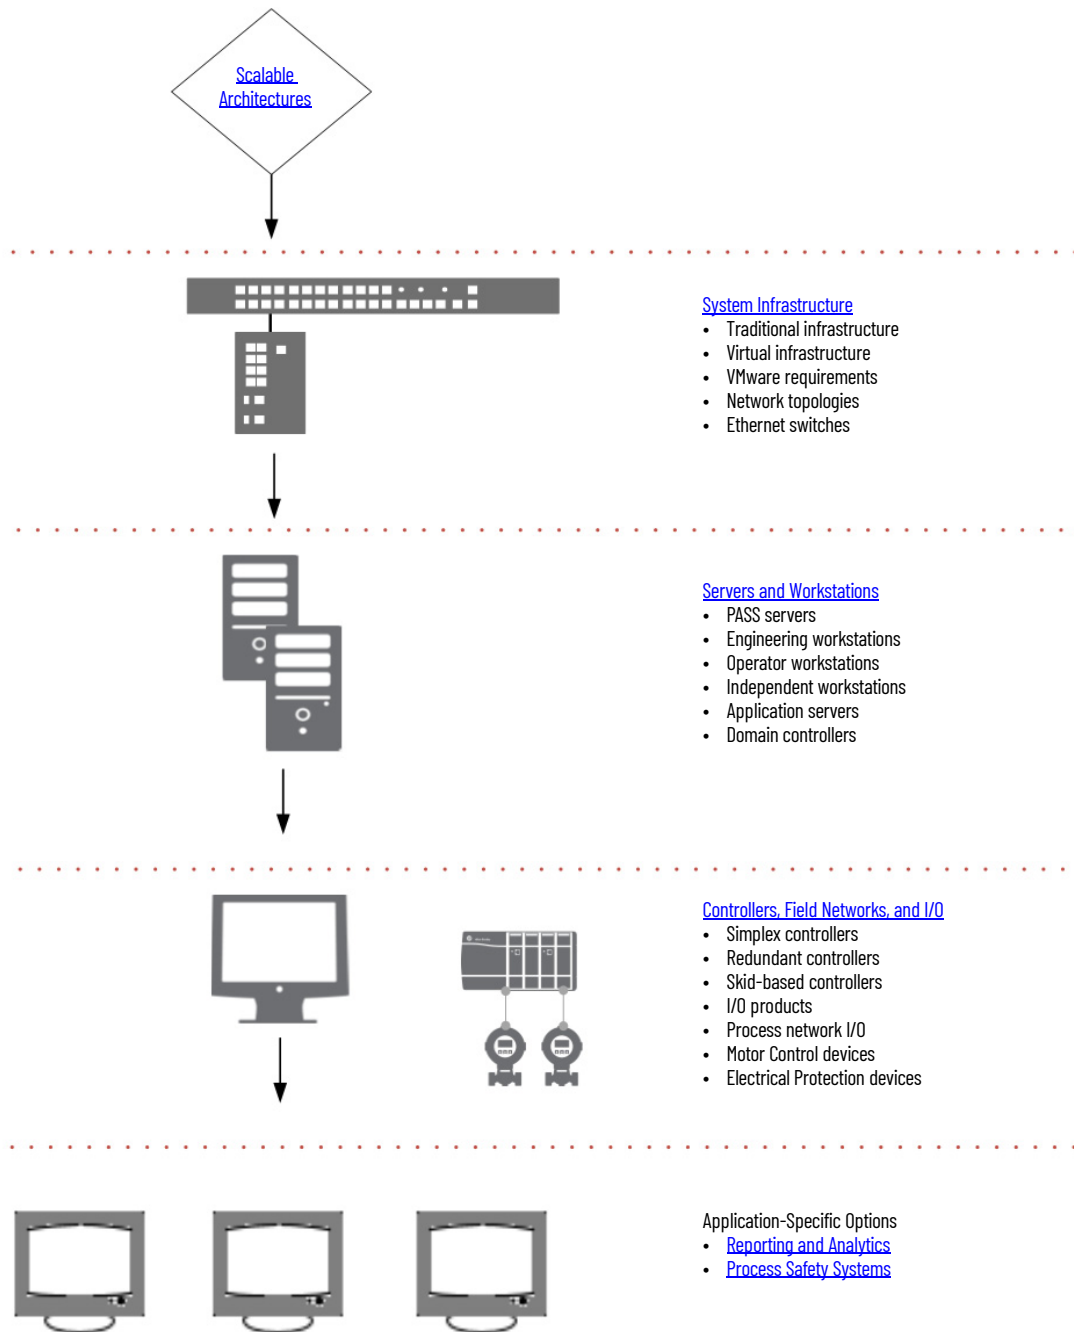 Scalable
Architectures
System Infrastructure
• Traditional infrastructure
• Virtual infrastructure
• VMware requirements
• Network topologies
• Ethernet switches
Servers and Workstations
• PASS servers
• Engineering workstations
• Operator workstations
• Independent workstations
• Application servers
• Domain controllers
Controllers, Field Networks, and I/O
• Simplex controllers
• Redundant controllers
• Skid-based controllers
• I/O products
• Process network I/O
• Motor Control devices
• Electrical Protection devices
Application-Specific Options
• Reporting and Analytics
• Process Safety Systems